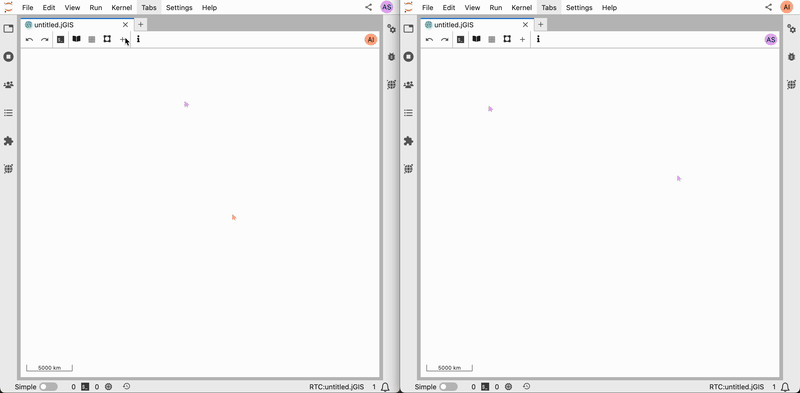 File Edit View Run Kernel Tabs Settings Help AS
untitled.jGIS
AI
5000 km
Simple 0 0 RTC:untitled.jGIS 1
File Edit View Run Kernel Tabs Settings Help AI
untitled.jGIS
AS
5000 km
Simple 0 0 RTC:untitled.jGIS 1